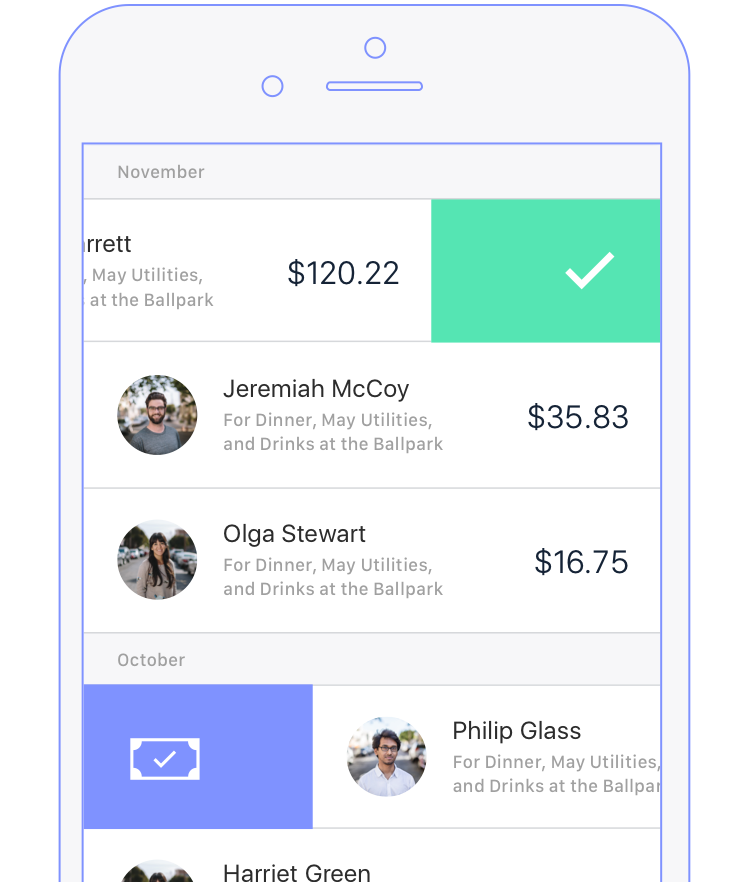 November
rrett
, May Utilities,
at the Ballpark
$120.22
Jeremiah McCoy
For Dinner, May Utilities,
and Drinks at the Ballpark
$35.83
Olga Stewart
For Dinner, May Utilities,
and Drinks at the Ballpark
$16.75
October
Philip Glass
For Dinner, May Utilities,
and Drinks at the Ballpar
Harriet Green